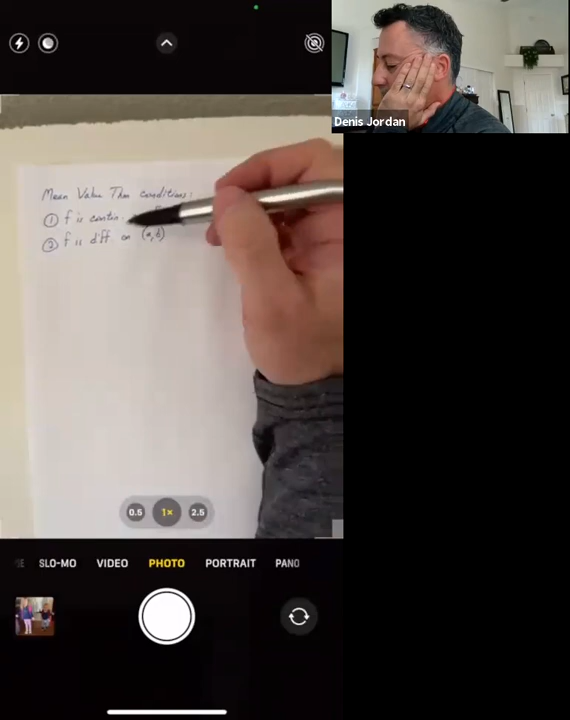 Denis Jordan
Mean Value Thm conditions:
① f is contin.
② f is diff. on (a,b)
0.5 1× 2.5
SLO-MO VIDEO PHOTO PORTRAIT PANO